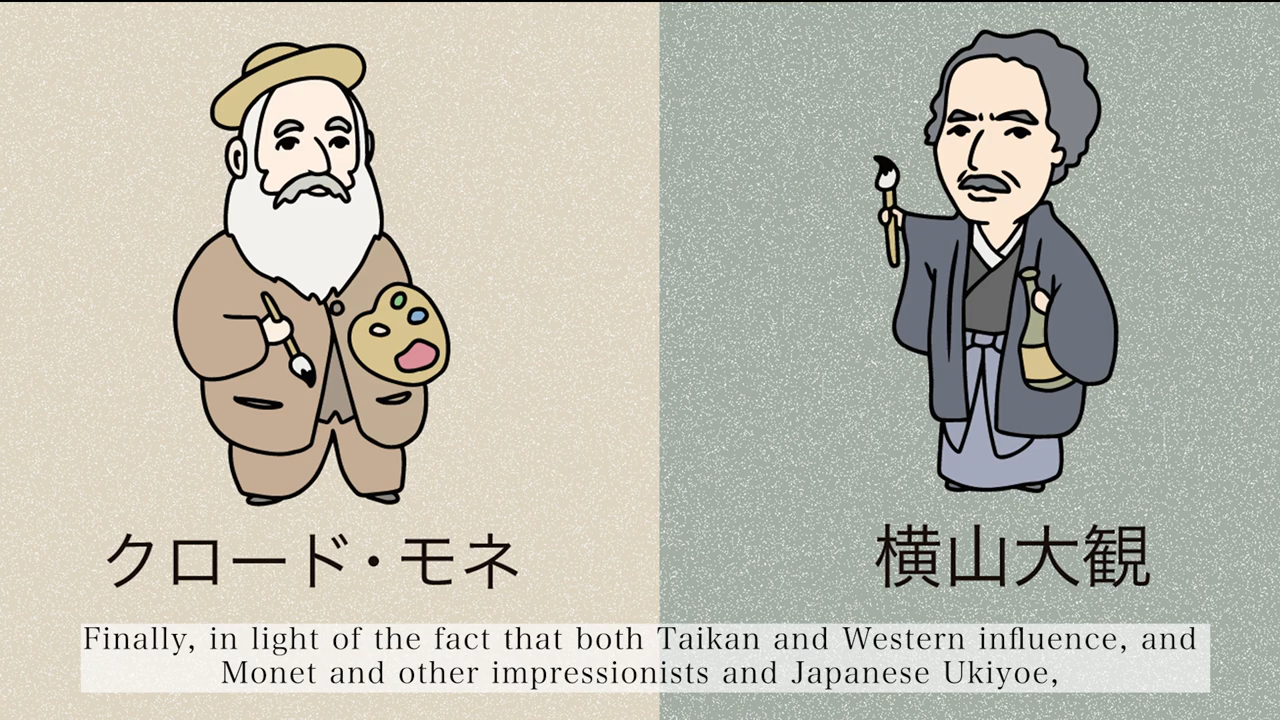 クロード・モネ
横山大観
Finally, in light of the fact that both Taikan and Western influence, and
Monet and other impressionists and Japanese Ukiyoe,